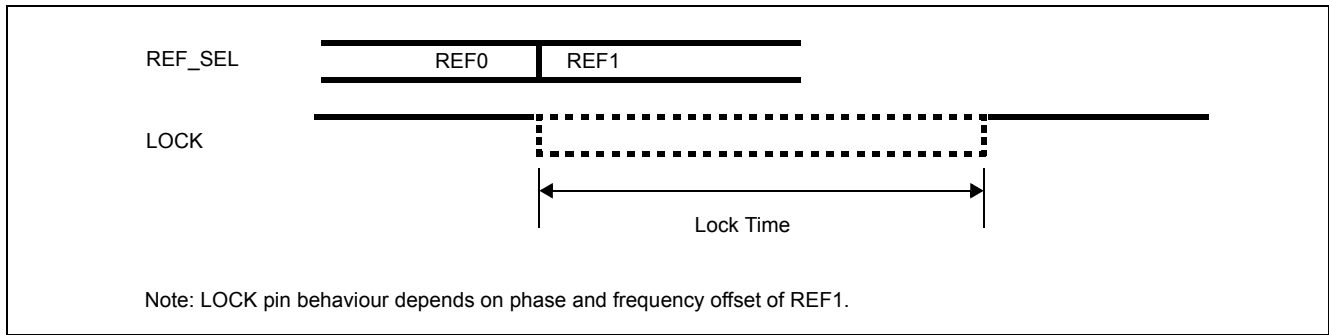 REF_SEL REF0 REF1
LOCK
Lock Time
Note: LOCK pin behaviour depends on phase and frequency offset of REF1.